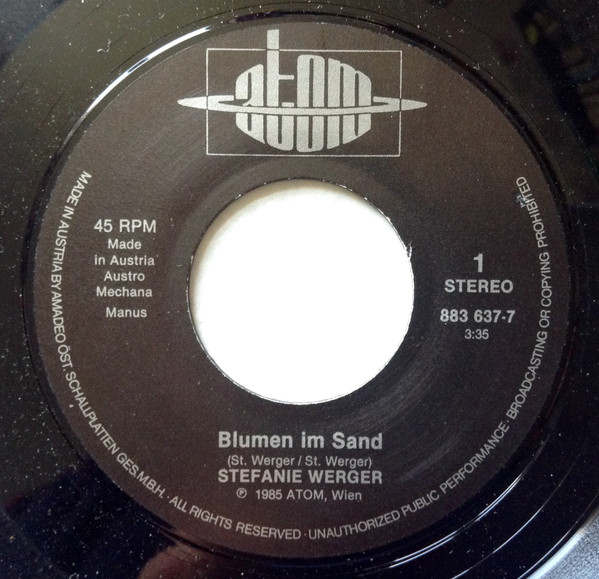 atom
45 RPM
Made
in Austria
Austro
Mechana
Manus
1
STEREO
883 637-7
3:35
Blumen im Sand
(St. Werger / St. Werger)
STEFANIE WERGER
℗ 1985 ATOM, Wien
MADE IN AUSTRIA BY AMADEO ÖST. SCHALLPLATTEN GES.M.B.H. · ALL RIGHTS RESERVED · UNAUTHORIZED PUBLIC PERFORMANCE · BROADCASTING OR COPYING PROHIBITED